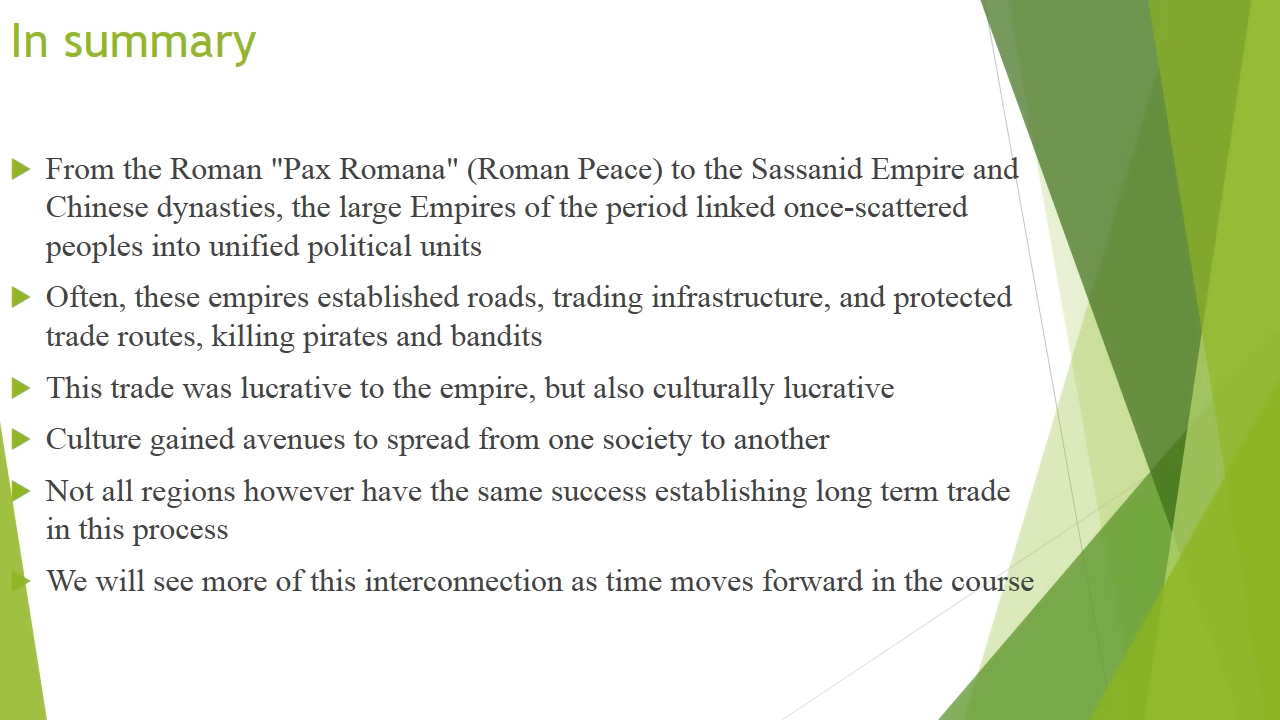 In summary
From the Roman "Pax Romana" (Roman Peace) to the Sassanid Empire and
Chinese dynasties, the large Empires of the period linked once-scattered
peoples into unified political units
Often, these empires established roads, trading infrastructure, and protected
trade routes, killing pirates and bandits
This trade was lucrative to the empire, but also culturally lucrative
Culture gained avenues to spread from one society to another
Not all regions however have the same success establishing long term trade
in this process
We will see more of this interconnection as time moves forward in the course